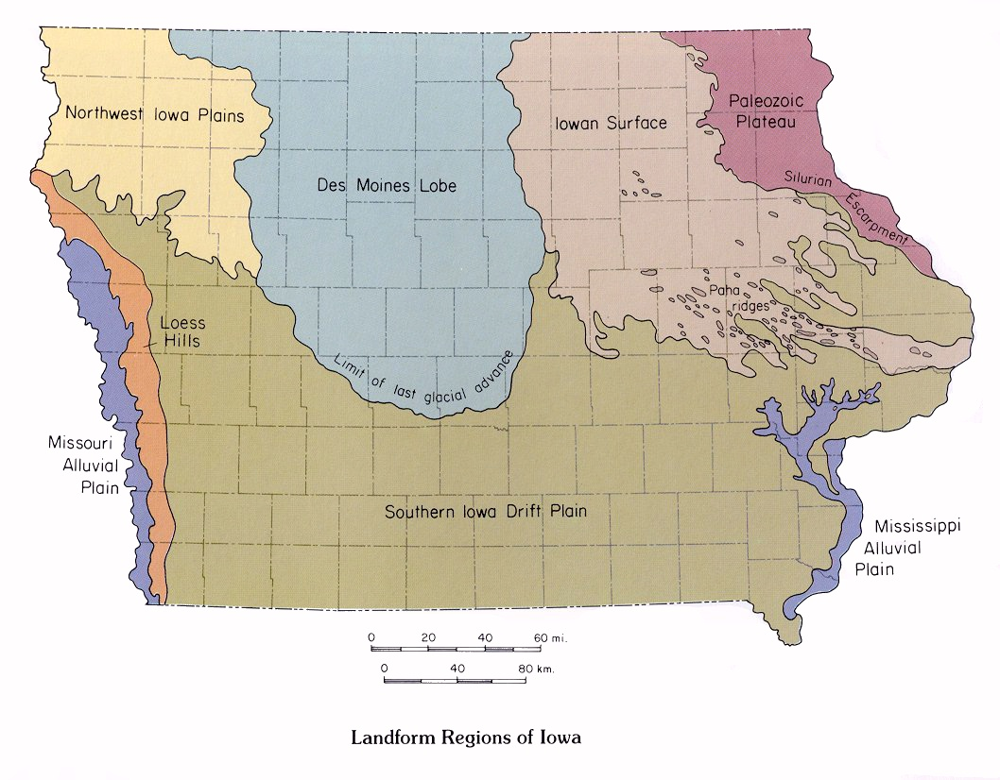 Northwest Iowa Plains
Des Moines Lobe
Iowan Surface
Paleozoic
Plateau
Silurian
Escarpment
Paha
ridges
Loess
Hills
Limit of last glacial advance
Missouri
Alluvial
Plain
Southern Iowa Drift Plain
Mississippi
Alluvial
Plain
0 20 40 60 mi.
0 40 80 km.
Landform Regions of Iowa